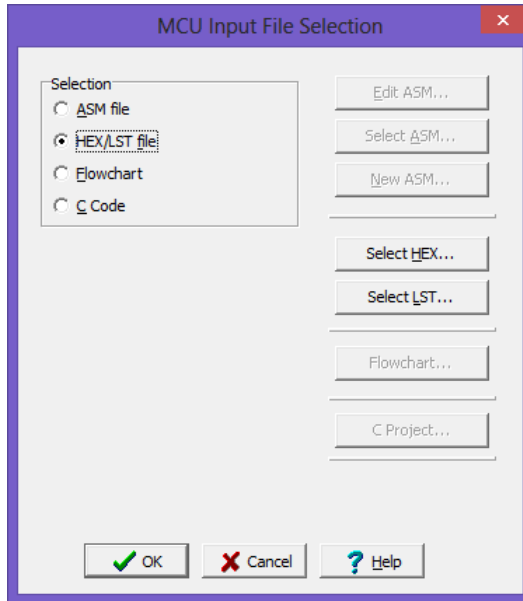 MCU Input File Selection
Selection
ASM file
HEX/LST file
Flowchart
C Code
Edit ASM...
Select ASM...
New ASM...
Select HEX...
Select LST...
Flowchart...
C Project...
OK
Cancel
Help